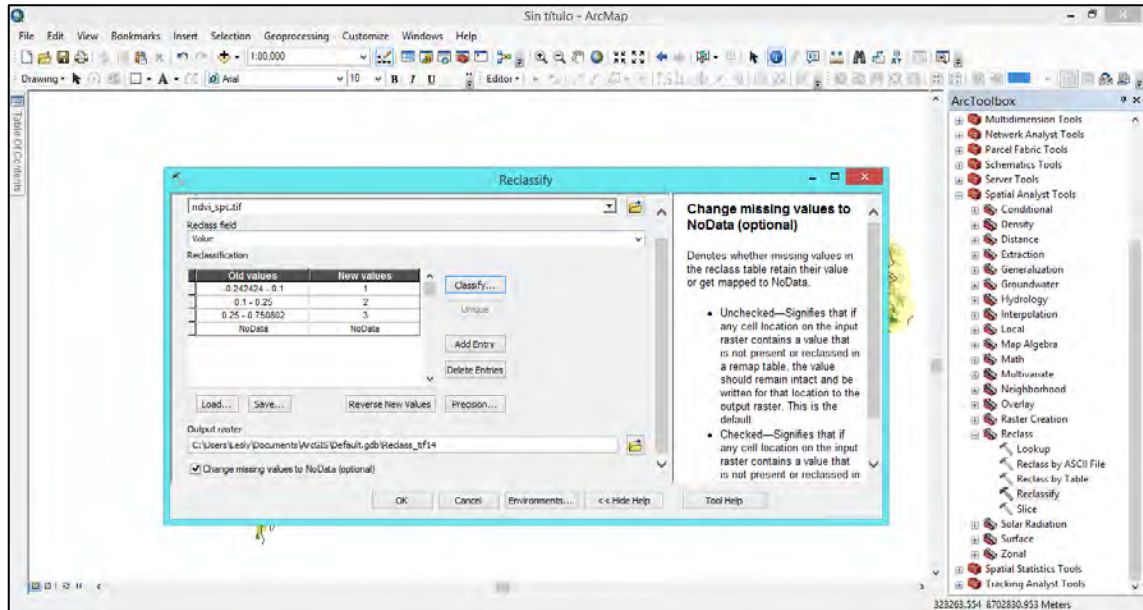 Sin título - ArcMap
File Edit View Bookmarks Insert Selection Geoprocessing Customize Windows Help
1:80,000
Drawing Arial 10 B I U Editor
Table Of Contents
ArcToolbox
Multidimension Tools
Network Analyst Tools
Parcel Fabric Tools
Schematics Tools
Server Tools
Spatial Analyst Tools
Conditional
Density
Distance
Extraction
Generalization
Groundwater
Hydrology
Interpolation
Local
Map Algebra
Math
Multivariate
Neighborhood
Overlay
Raster Creation
Reclass
Lookup
Reclass by ASCII File
Reclass by Table
Reclassify
Slice
Solar Radiation
Surface
Zonal
Spatial Statistics Tools
Tracking Analyst Tools
Reclassify
ndvi_spc.tif
Reclass field
Value
Reclassification
Old values New values
-0.242424 - 0.1 1
0.1 - 0.25 2
0.25 - 0.750802 3
NoData NoData
Classify...
Unique
Add Entry
Delete Entries
Load... Save... Reverse New Values Precision...
Output raster
C:\Users\Lesly\Documents\ArcGIS\Default.gdb\Reclass_tif14
Change missing values to NoData (optional)
OK Cancel Environments... << Hide Help Tool Help
Change missing values to
NoData (optional)
Denotes whether missing values in
the reclass table retain their value
or get mapped to NoData.
• Unchecked—Signifies that if
any cell location on the input
raster contains a value that
is not present or reclassed in
a remap table, the value
should remain intact and be
written for that location to the
output raster. This is the
default
• Checked—Signifies that if
any cell location on the input
raster contains a value that
is not present or reclassed in
323263.554 8702830.953 Meters